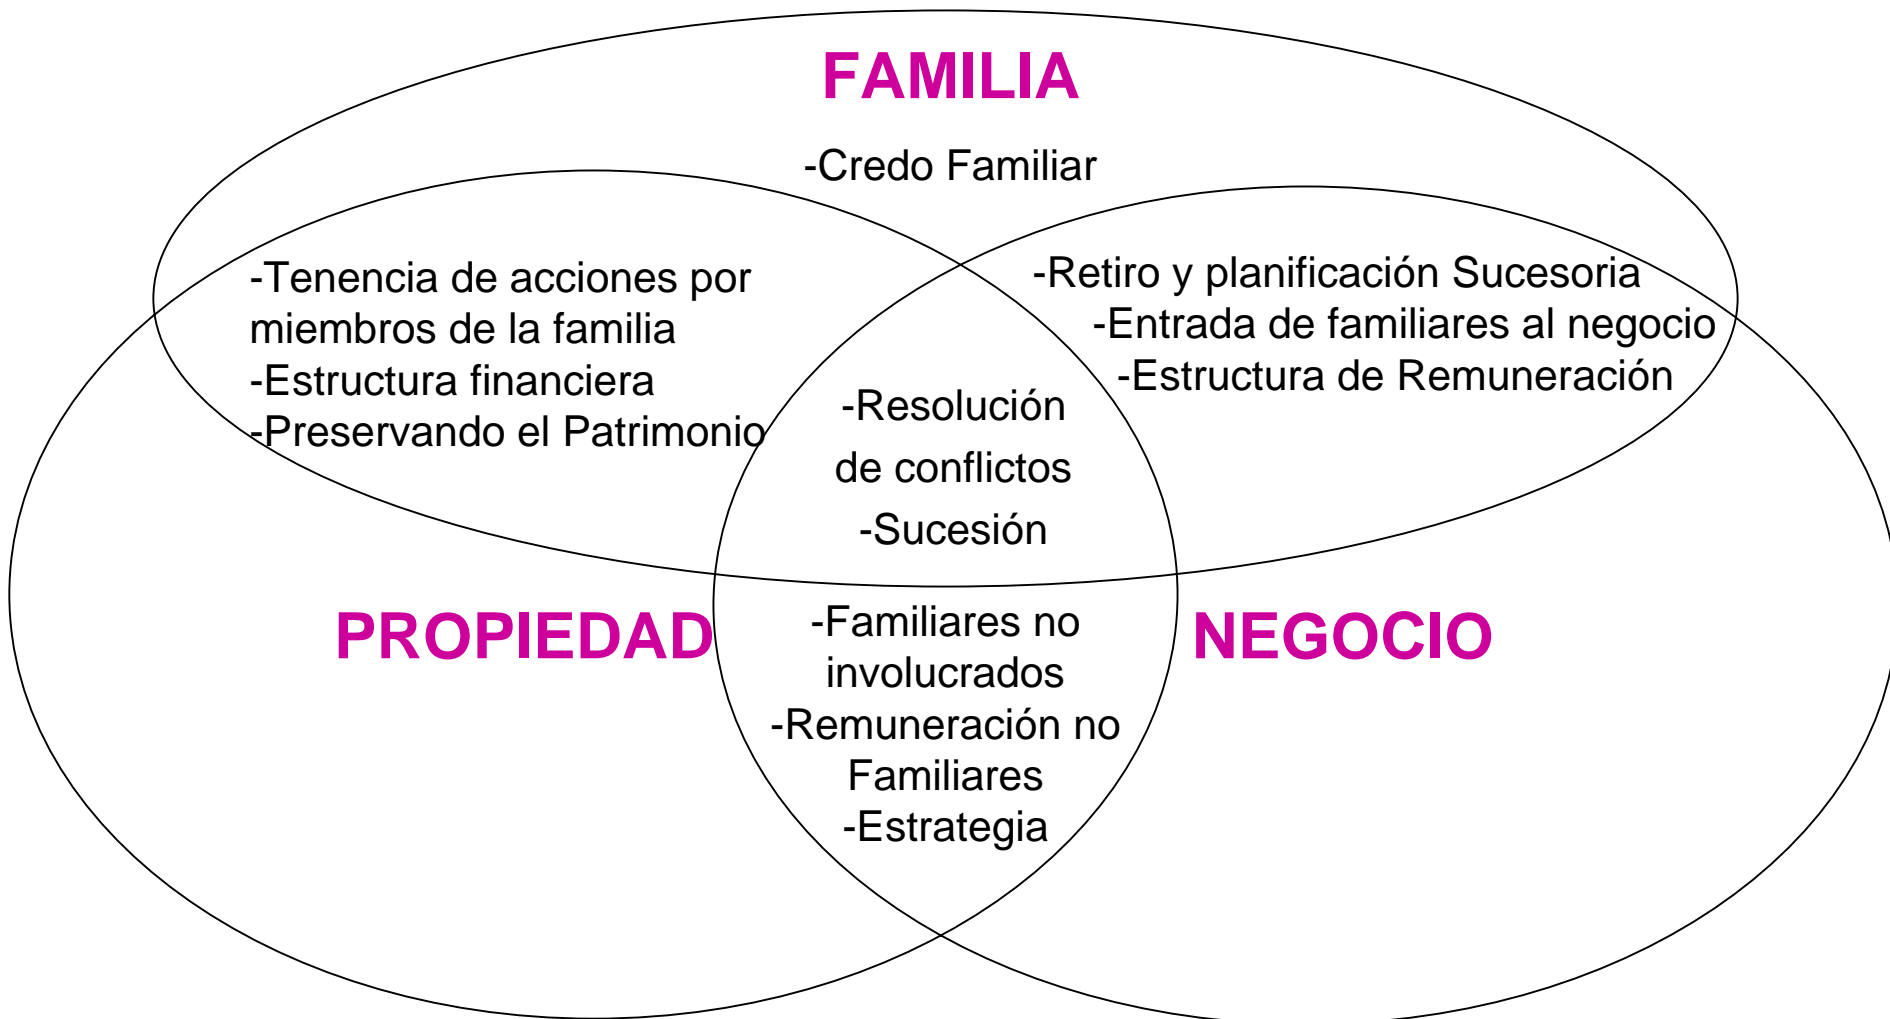 FAMILIA
-Credo Familiar
-Tenencia de acciones por
miembros de la familia
-Estructura financiera
-Preservando el Patrimonio
-Retiro y planificación Sucesoria
-Entrada de familiares al negocio
-Estructura de Remuneración
-Resolución
de conflictos
-Sucesión
PROPIEDAD
NEGOCIO
-Familiares no
involucrados
-Remuneración no
Familiares
-Estrategia